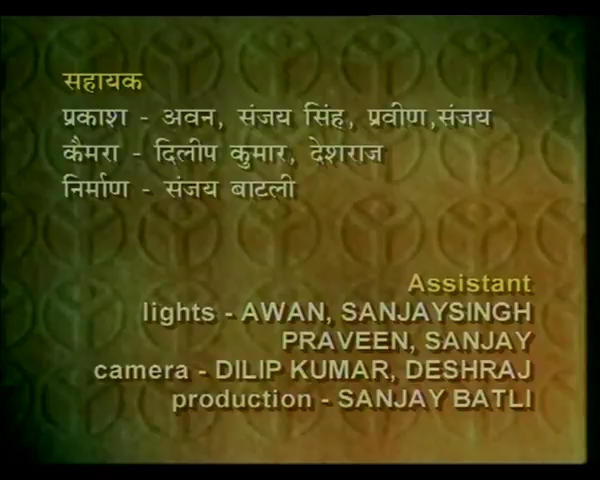 सहायक
प्रकाश - अवन, संजय सिंह, प्रवीण,संजय
कैमरा - दिलीप कुमार, देशराज
निर्माण - संजय बाटली
Assistant
lights - AWAN, SANJAYSINGH
PRAVEEN, SANJAY
camera - DILIP KUMAR, DESHRAJ
production - SANJAY BATLI